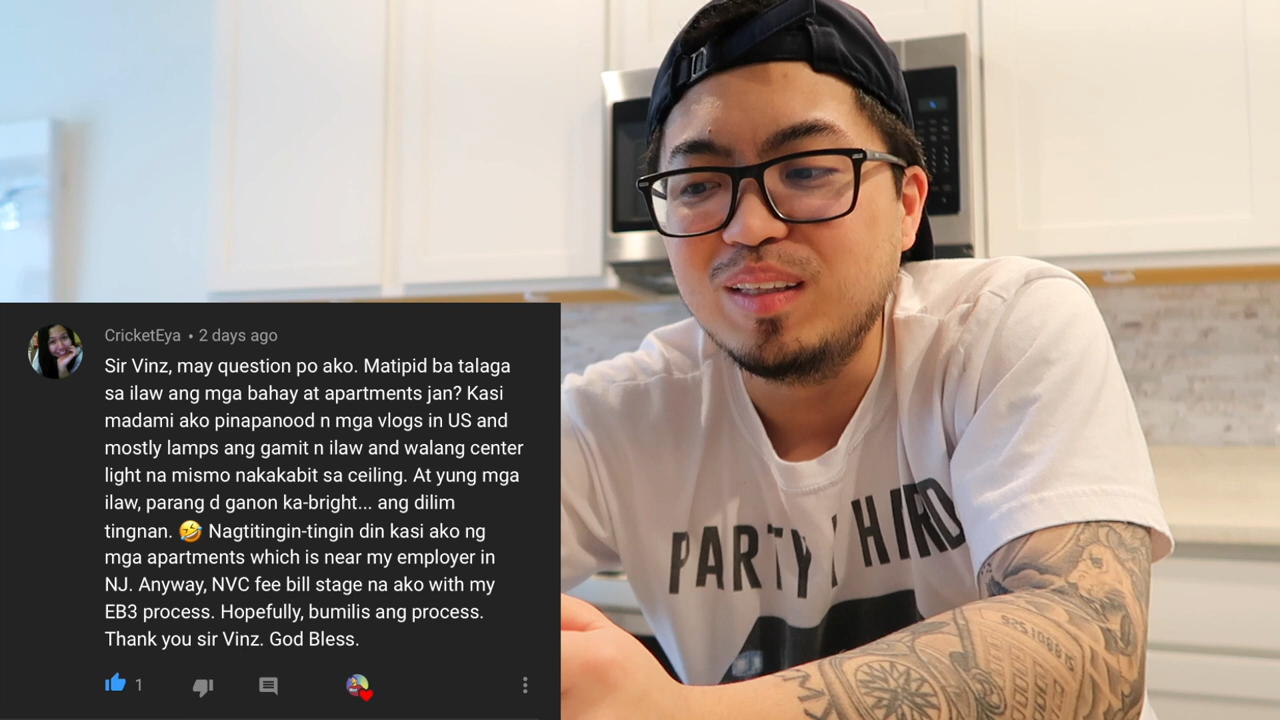 CricketEya • 2 days ago
Sir Vinz, may question po ako. Matipid ba talaga
sa ilaw ang mga bahay at apartments jan? Kasi
madami ako pinapanood n mga vlogs in US and
mostly lamps ang gamit n ilaw and walang center
light na mismo nakakabit sa ceiling. At yung mga
ilaw, parang d ganon ka-bright... ang dilim
tingnan. 🤣 Nagtitingin-tingin din kasi ako ng
mga apartments which is near my employer in
NJ. Anyway, NVC fee bill stage na ako with my
EB3 process. Hopefully, bumilis ang process.
Thank you sir Vinz. God Bless.
1
PARTY HARD